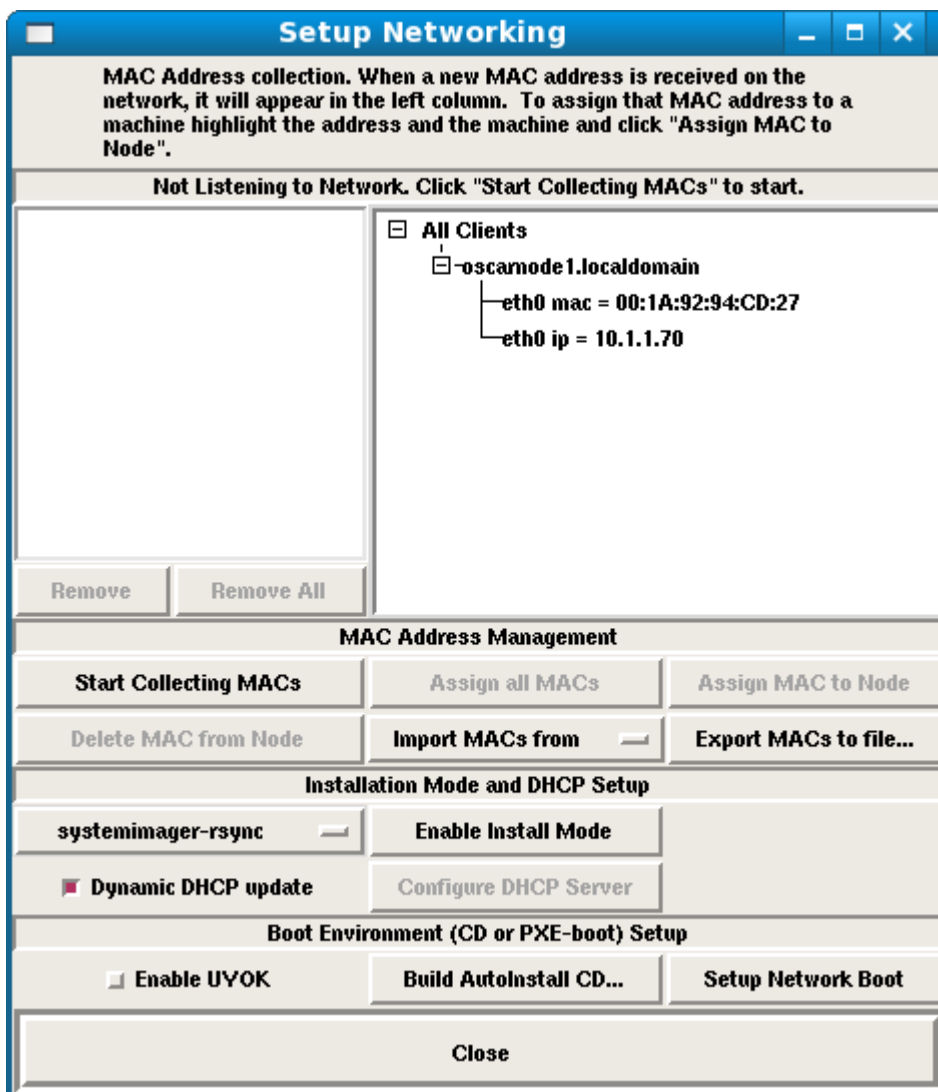 Setup Networking
MAC Address collection. When a new MAC address is received on the
network, it will appear in the left column. To assign that MAC address to a
machine highlight the address and the machine and click "Assign MAC to
Node".
Not Listening to Network. Click "Start Collecting MACs" to start.
All Clients
oscarnode1.localdomain
eth0 mac = 00:1A:92:94:CD:27
eth0 ip = 10.1.1.70
Remove Remove All
MAC Address Management
Start Collecting MACs Assign all MACs Assign MAC to Node
Delete MAC from Node Import MACs from Export MACs to file...
Installation Mode and DHCP Setup
systemimager-rsync Enable Install Mode
Dynamic DHCP update Configure DHCP Server
Boot Environment (CD or PXE-boot) Setup
Enable UYOK Build AutoInstall CD... Setup Network Boot
Close